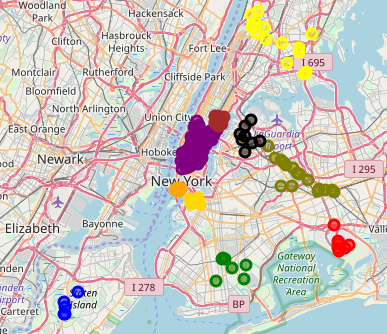 Woodland
Park
Hackensack
Hasbrouck
Heights
Clifton
Fort Lee
Montclair
Rutherford
I 695
Bloomfield
Cliffside Park
North Arlington
Union City
East Orange
LaGuardia
Airport
Hoboke
Newark
I 295
New York
Bayonne
Elizabeth
Valle
Gateway
National
Recreation
Area
Linden
Airport
Staten
Island
I 278
BP
Carteret